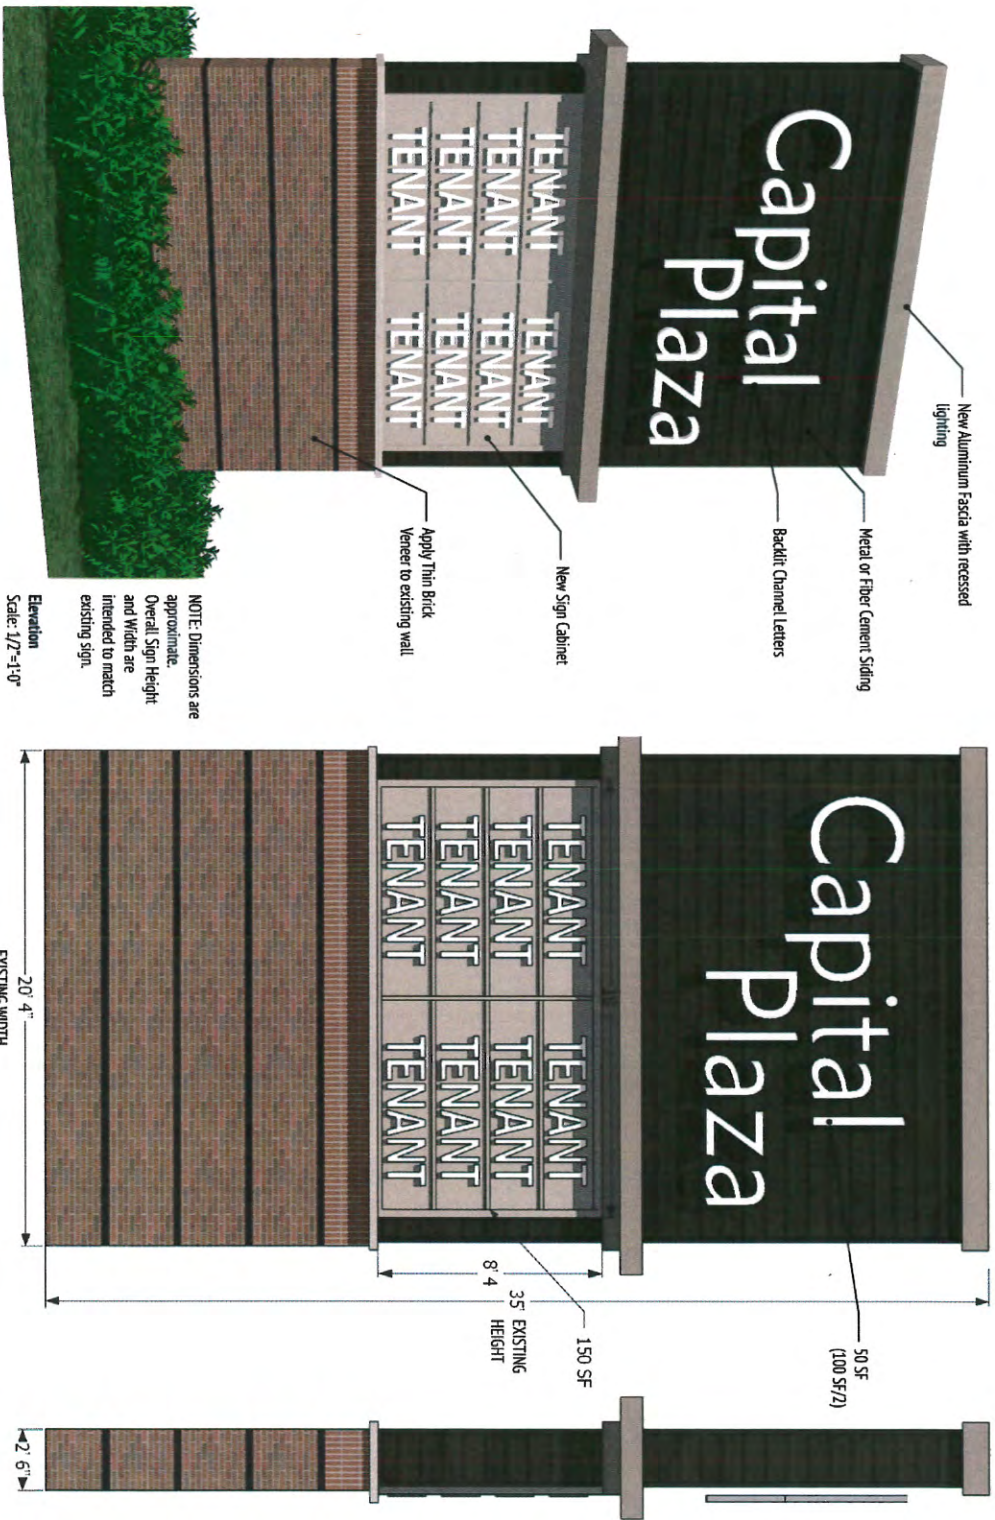 New Aluminum Fascia with recessed
lighting
Metal or Fiber Cement Siding
Backlit Channel Letters
New Sign Cabinet
Apply Thin Brick
Veneer to existing wall
Capital
Plaza
TENANT TENANT
TENANT TENANT
TENANT TENANT
TENANT TENANT
NOTE: Dimensions are
approximate.
Overall Sign Height
and Width are
intended to match
existing sign.
Elevation
Scale: 1/2"=1'-0"
Capital
Plaza
TENANT TENANT
TENANT TENANT
TENANT TENANT
TENANT TENANT
50 SF
(100 SF/2)
150 SF
8' 4
35' EXISTING
HEIGHT
20' 4"
EXISTING WIDTH
2' 6"